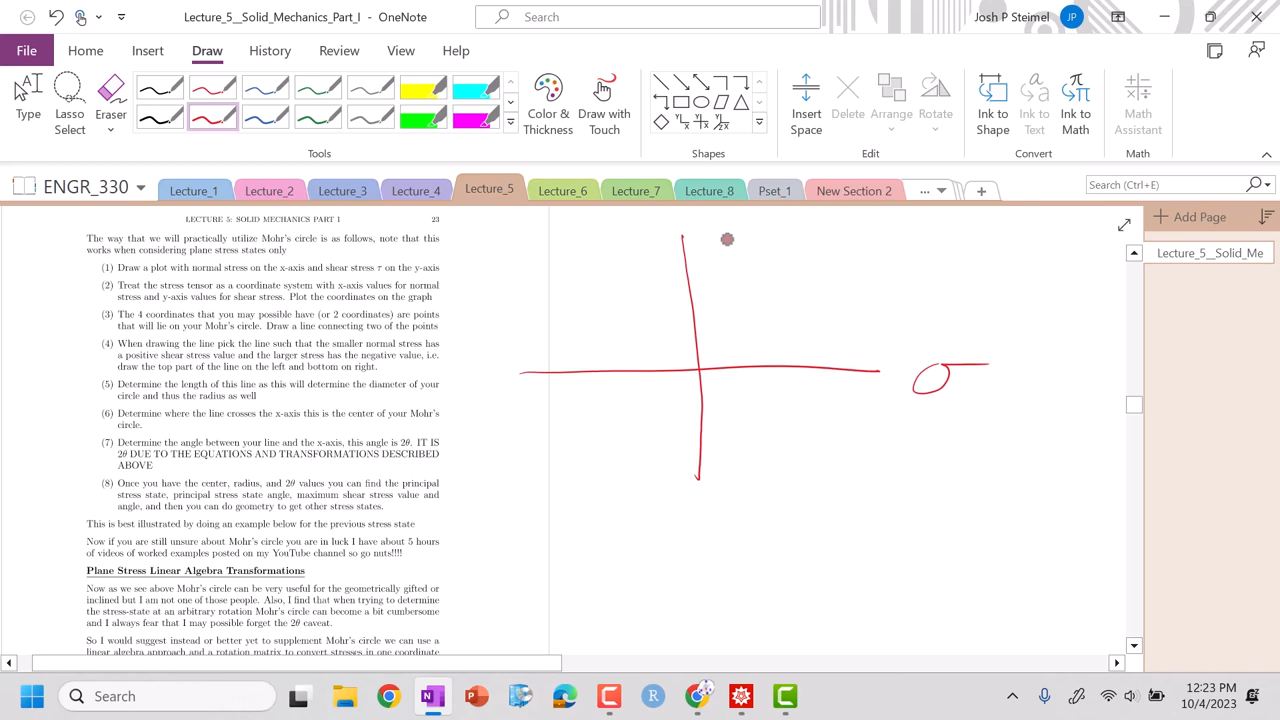 Lecture_5__Solid_Mechanics_Part_I - OneNote
Search
Josh P Steimel
JP
File
Home
Insert
Draw
History
Review
View
Help
Type
Lasso Select
Eraser
Color & Thickness
Draw with Touch
Insert Space
Delete
Arrange
Rotate
Ink to Shape
Ink to Text
Ink to Math
Math Assistant
Tools
Shapes
Edit
Convert
Math
ENGR_330
Lecture_1
Lecture_2
Lecture_3
Lecture_4
Lecture_5
Lecture_6
Lecture_7
Lecture_8
Pset_1
New Section 2
...
Search (Ctrl+E)
Add Page
Lecture_5__Solid_Me
LECTURE 5: SOLID MECHANICS PART I 23
The way that we will practically utilize Mohr's circle is as follows, note that this
works when considering plane stress states only
(1) Draw a plot with normal stress on the x-axis and shear stress τ on the y-axis
(2) Treat the stress tensor as a coordinate system with x-axis values for normal
stress and y-axis values for shear stress. Plot the coordinates on the graph
(3) The 4 coordinates that you may possible have (or 2 coordinates) are points
that will lie on your Mohr's circle. Draw a line connecting two of the points
(4) When drawing the line pick the line such that the smaller normal stress has
a positive shear stress value and the larger stress has the negative value, i.e.
draw the top part of the line on the left and bottom on right.
(5) Determine the length of this line as this will determine the diameter of your
circle and thus the radius as well
(6) Determine where the line crosses the x-axis this is the center of your Mohr's
circle.
(7) Determine the angle between your line and the x-axis, this angle is 2θ. IT IS
2θ DUE TO THE EQUATIONS AND TRANSFORMATIONS DESCRIBED
ABOVE
(8) Once you have the center, radius, and 2θ values you can find the principal
stress state, principal stress state angle, maximum shear stress value and
angle, and then you can do geometry to get other stress states.
This is best illustrated by doing an example below for the previous stress state
Now if you are still unsure about Mohr's circle you are in luck I have about 5 hours
of videos of worked examples posted on my YouTube channel so go nuts!!!!
Plane Stress Linear Algebra Transformations
Now as we see above Mohr's circle can be very useful for the geometrically gifted or
inclined but I am not one of those people. Also, I find that when trying to determine
the stress-state at an arbitrary rotation Mohr's circle can become a bit cumbersome
and I always fear that I may possible forget the 2θ caveat.
So I would suggest instead or better yet to supplement Mohr's circle we can use a
linear algebra approach and a rotation matrix to convert stresses in one coordinate
σ
Search
12:23 PM
10/4/2023